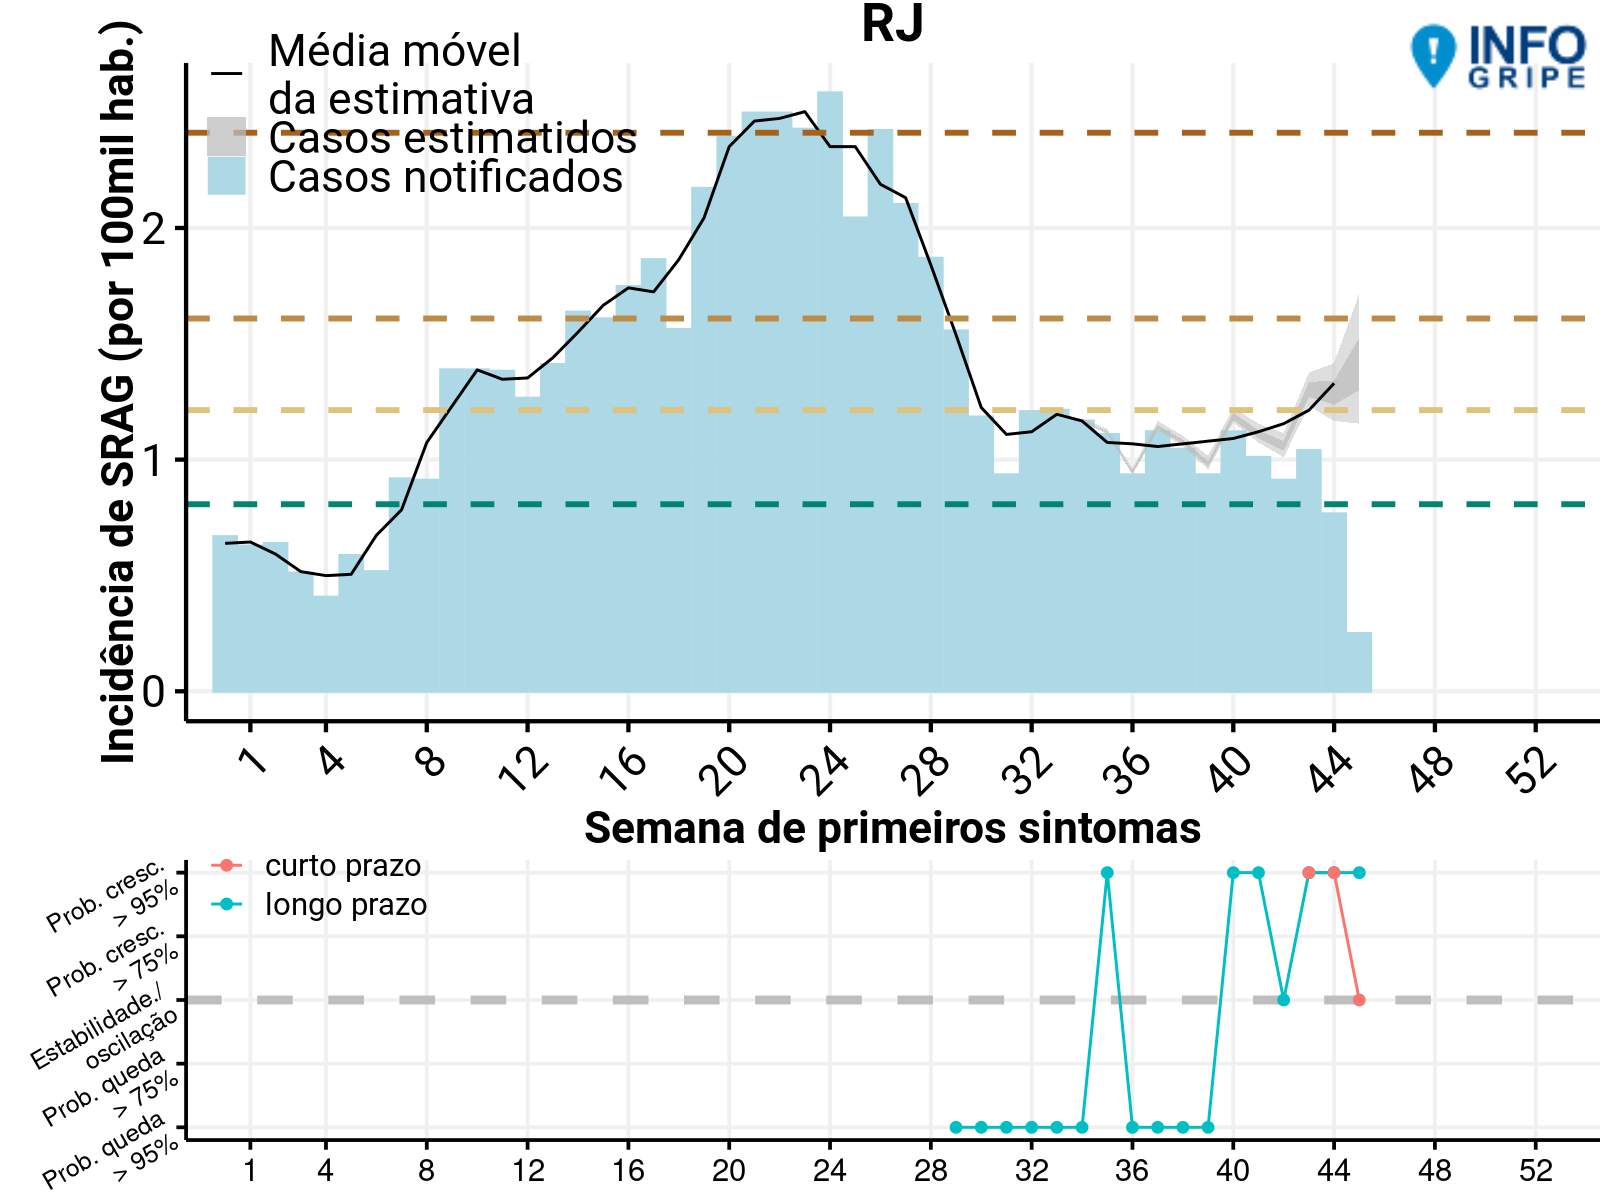 RJ
INFO
GRIPE
Incidência de SRAG (por 100mil hab.)
Média móvel
da estimativa
Casos estimatidos
Casos notificados
2
1
0
1 4 8 12 16 20 24 28 32 36 40 44 48 52
Semana de primeiros sintomas
curto prazo
longo prazo
Prob. cresc.
> 95%
Prob. cresc.
> 75%
Estabilidade./
oscilação
Prob. queda
> 75%
Prob. queda
> 95%
1 4 8 12 16 20 24 28 32 36 40 44 48 52